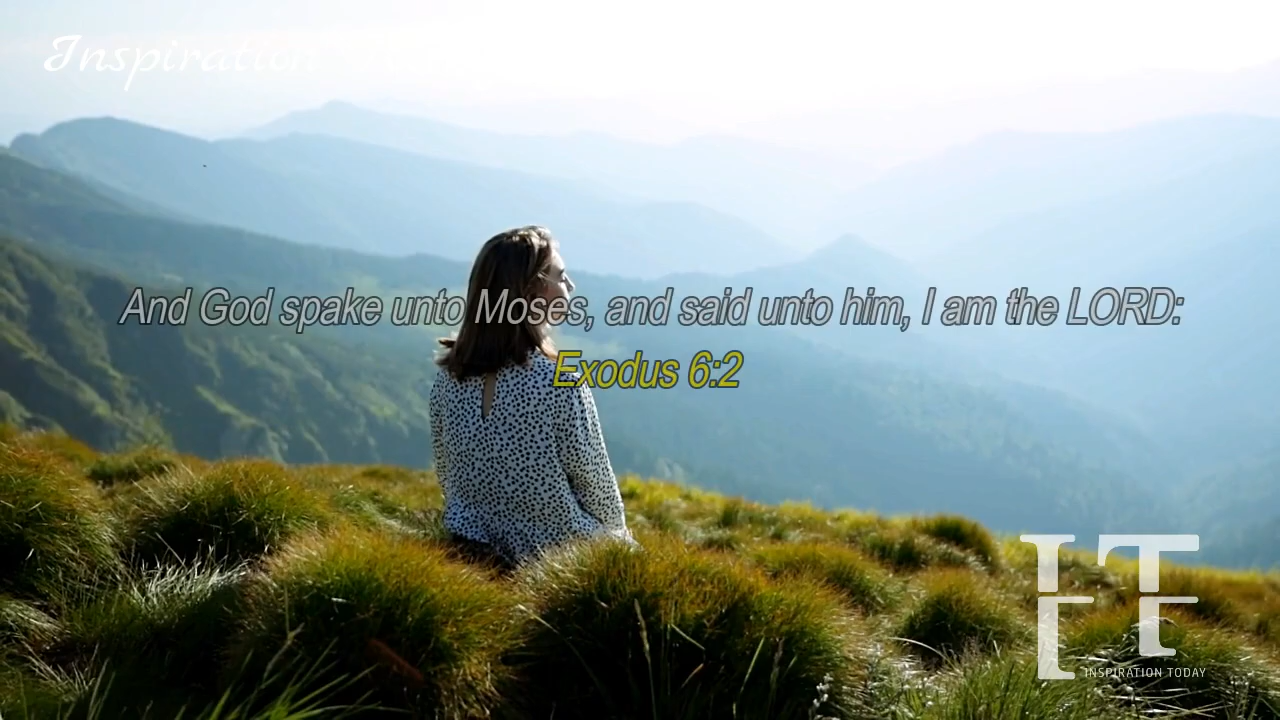 Inspiration
And God spake unto Moses, and said unto him, I am the LORD:
Exodus 6:2
IT
INSPIRATION TODAY